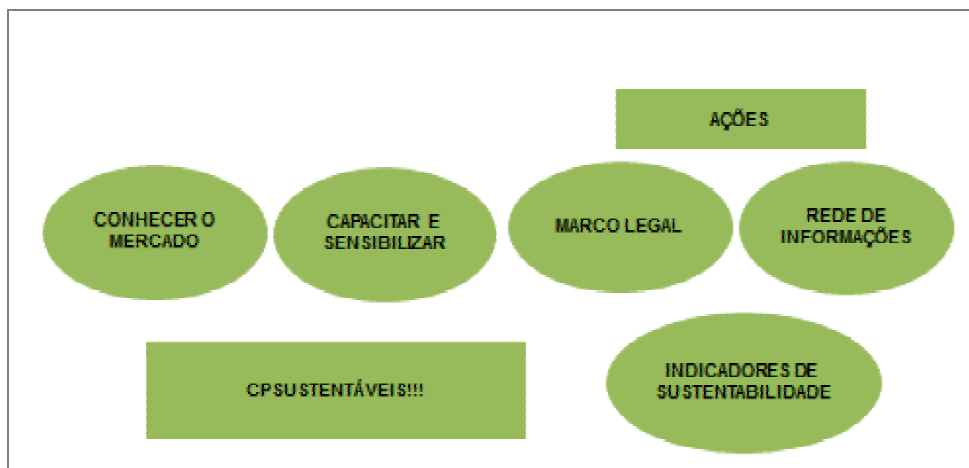 AÇÕES
CONHECER O
MERCADO
CAPACITAR E
SENSIBILIZAR
MARCO LEGAL
REDE DE
INFORMAÇÕES
CPSUSTENTÁVEIS!!!
INDICADORES DE
SUSTENTABILIDADE